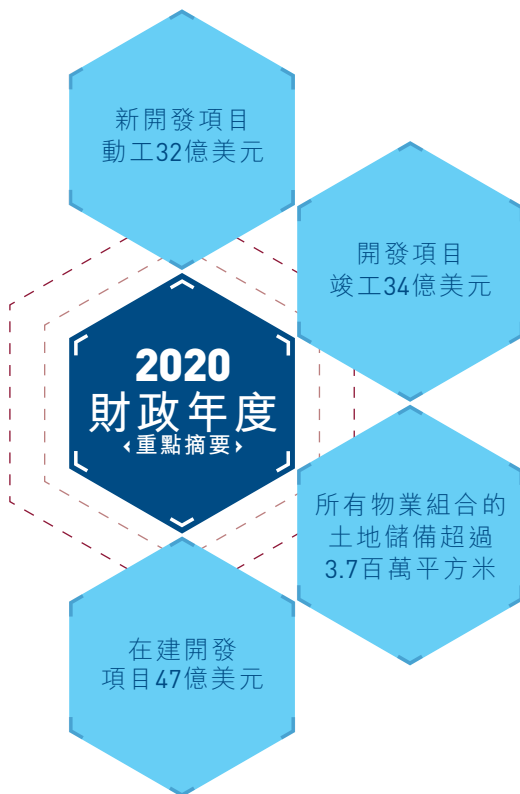 新開發項目
動工32億美元
開發項目
竣工34億美元
2020
財政年度
‹重點摘要›
所有物業組合的
土地儲備超過
3.7百萬平方米
在建開發
項目47億美元